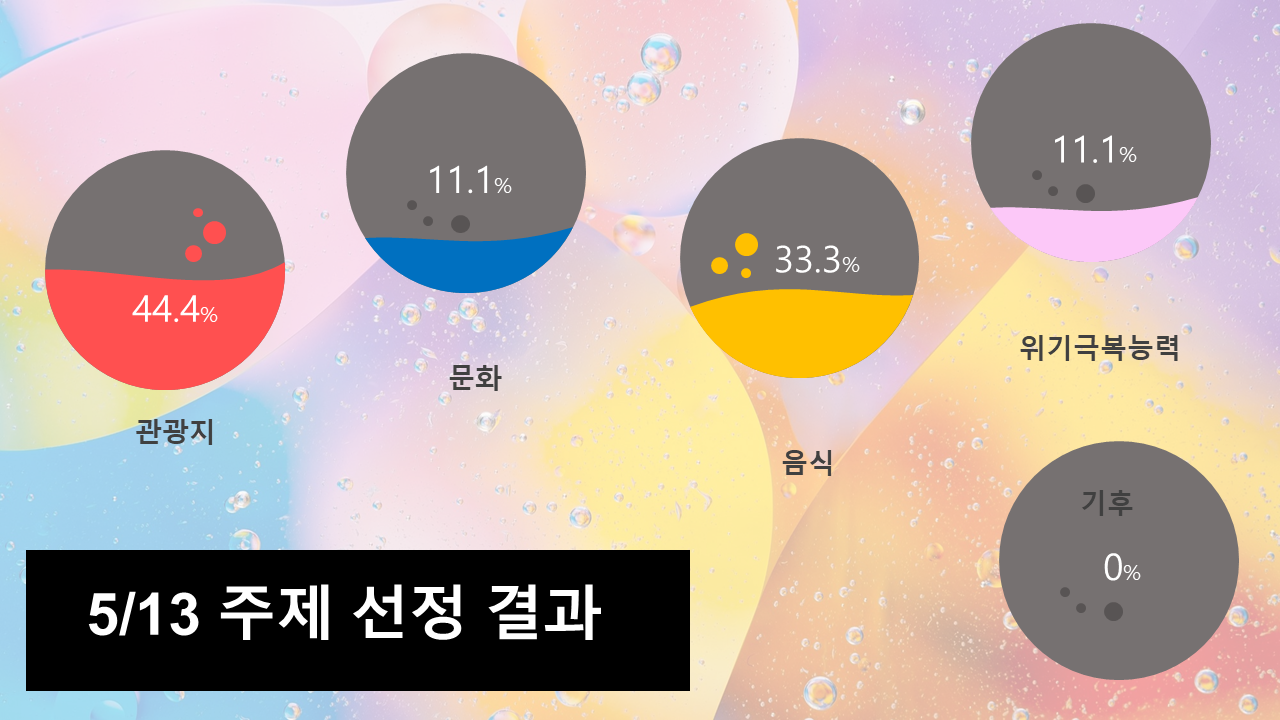 44.4%
관광지
11.1%
문화
33.3%
음식
11.1%
위기극복능력
기후
0%
5/13 주제 선정 결과